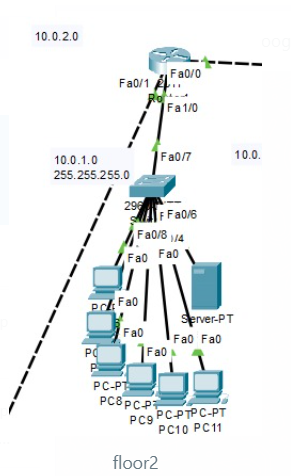 10.0.2.0
Fa0/0
Fa0/1
Fa1/0
Fa0/7
10.0.1.0
255.255.255.0
10.0.
Fa0/6
Fa0/8
Fa0
Fa0
Server-PT
Fa0
Fa0
Fa0
Fa0
Fa0
PC-PT
PC8
PC-PT
PC9
PC-PT
PC10
PC-PT
PC11
floor2